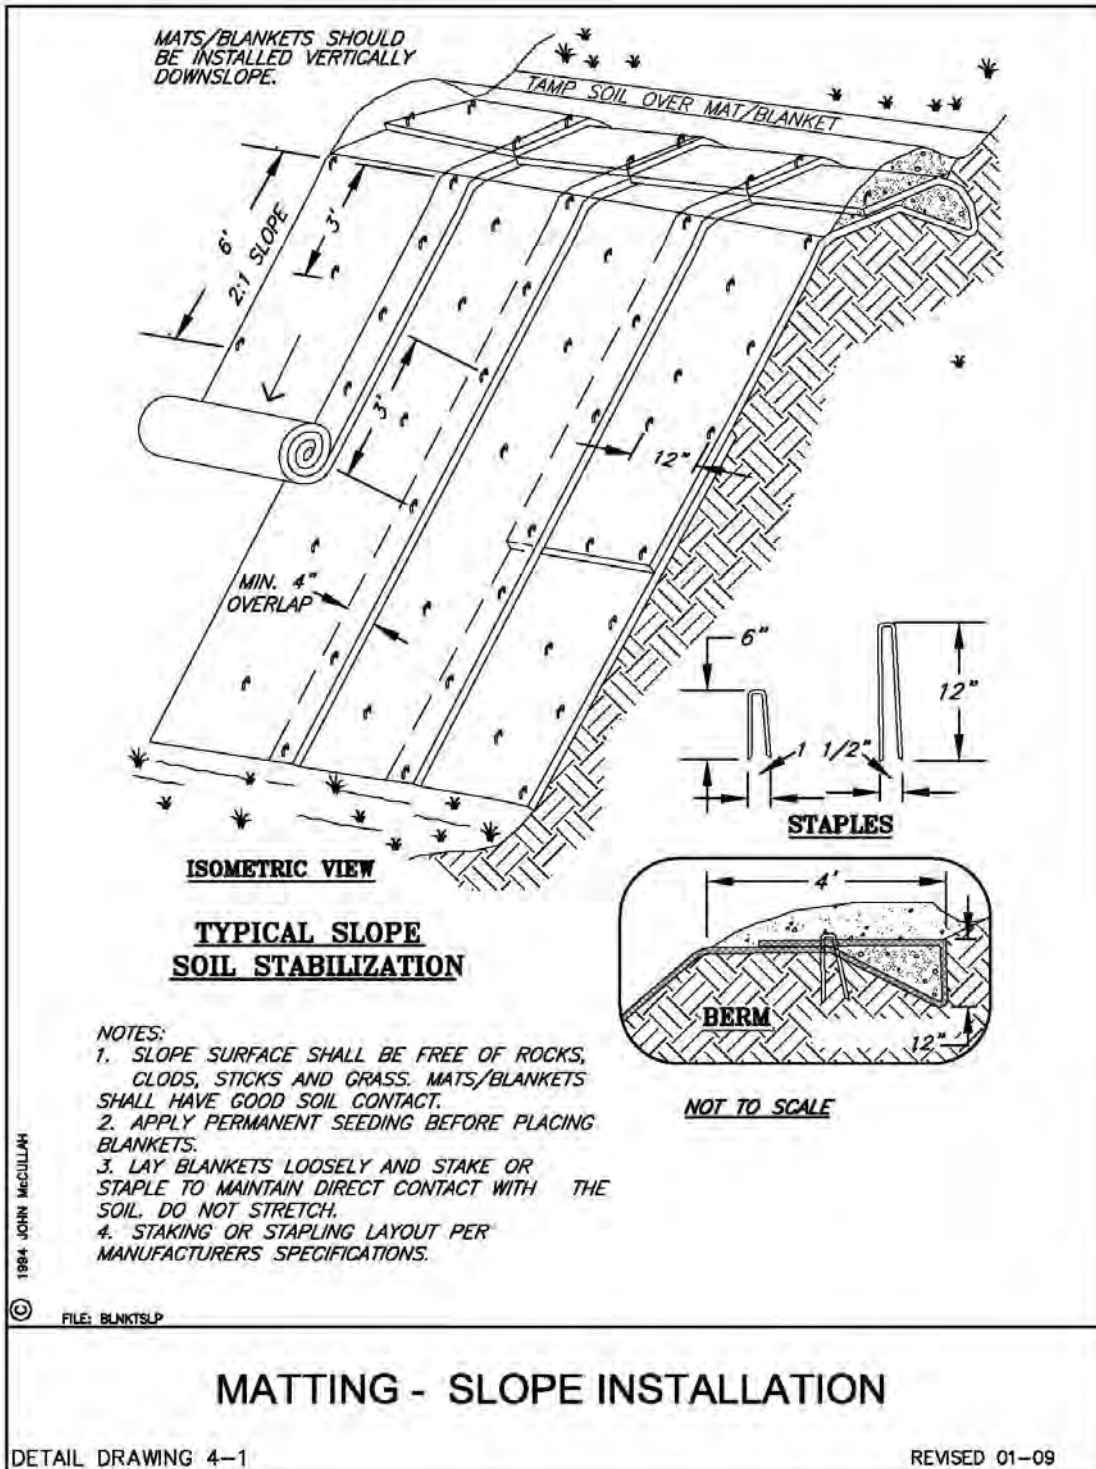 MATS/BLANKETS SHOULD
BE INSTALLED VERTICALLY
DOWNSLOPE.
TAMP SOIL OVER MAT/BLANKET
6'
2:1 SLOPE
3'
3'
12"
MIN. 4"
OVERLAP
6"
12"
1 1/2"
STAPLES
ISOMETRIC VIEW
TYPICAL SLOPE
SOIL STABILIZATION
4'
BERM
12"
NOT TO SCALE
NOTES:
1. SLOPE SURFACE SHALL BE FREE OF ROCKS,
CLODS, STICKS AND GRASS. MATS/BLANKETS
SHALL HAVE GOOD SOIL CONTACT.
2. APPLY PERMANENT SEEDING BEFORE PLACING
BLANKETS.
3. LAY BLANKETS LOOSELY AND STAKE OR
STAPLE TO MAINTAIN DIRECT CONTACT WITH THE
SOIL. DO NOT STRETCH.
4. STAKING OR STAPLING LAYOUT PER
MANUFACTURERS SPECIFICATIONS.
© 1994 JOHN McCULLAH
FILE: BLNKTSLP
MATTING - SLOPE INSTALLATION
DETAIL DRAWING 4-1
REVISED 01-09